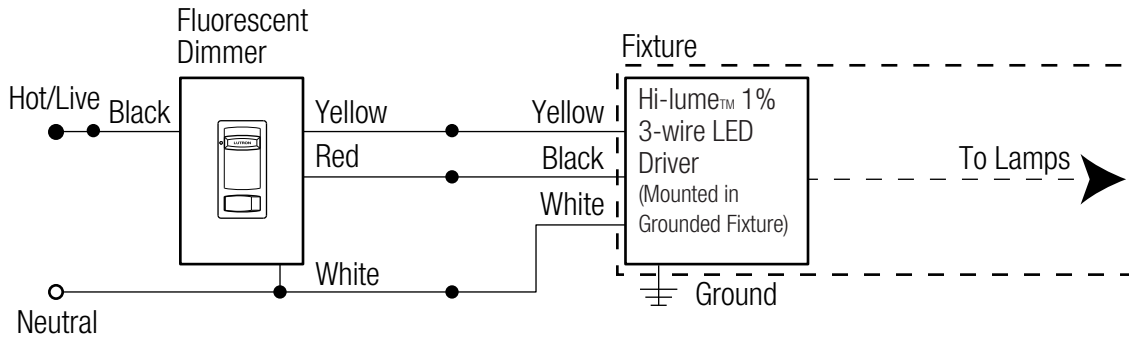 Fluorescent
Dimmer
Fixture
Hot/Live
Black
Yellow
Yellow
Hi-lume™ 1%
3-wire LED
Driver
(Mounted in
Grounded Fixture)
LUTRON
Red
Black
To Lamps
White
White
Ground
Neutral